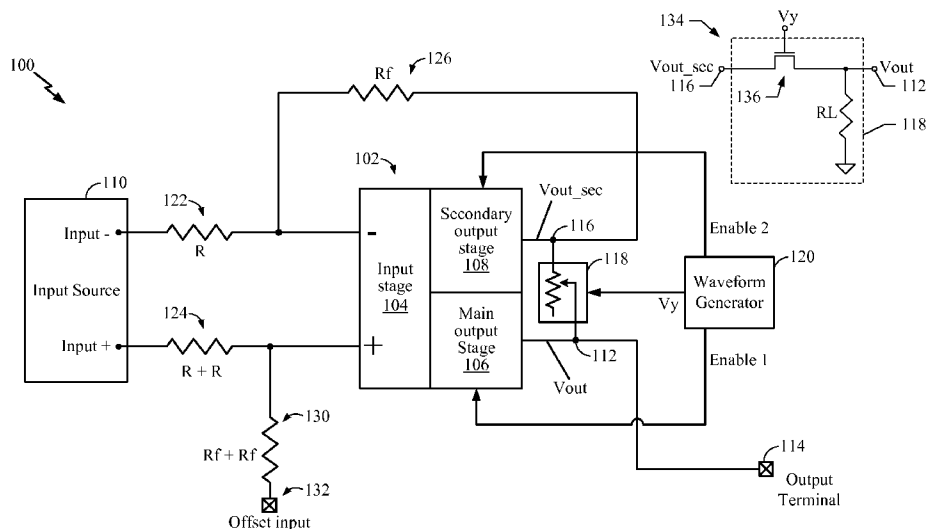 100
134
Vy
Vout_sec
116
136
Vout
112
RL
118
126
Rf
102
110
122
Input -
R
Input Source
124
Input +
R + R
-
+
Input
stage
104
Secondary
output
stage
108
Main
output
Stage
106
Vout_sec
116
118
Vy
112
Vout
Enable 2
120
Waveform
Generator
Enable 1
130
Rf + Rf
132
Offset input
114
Output
Terminal